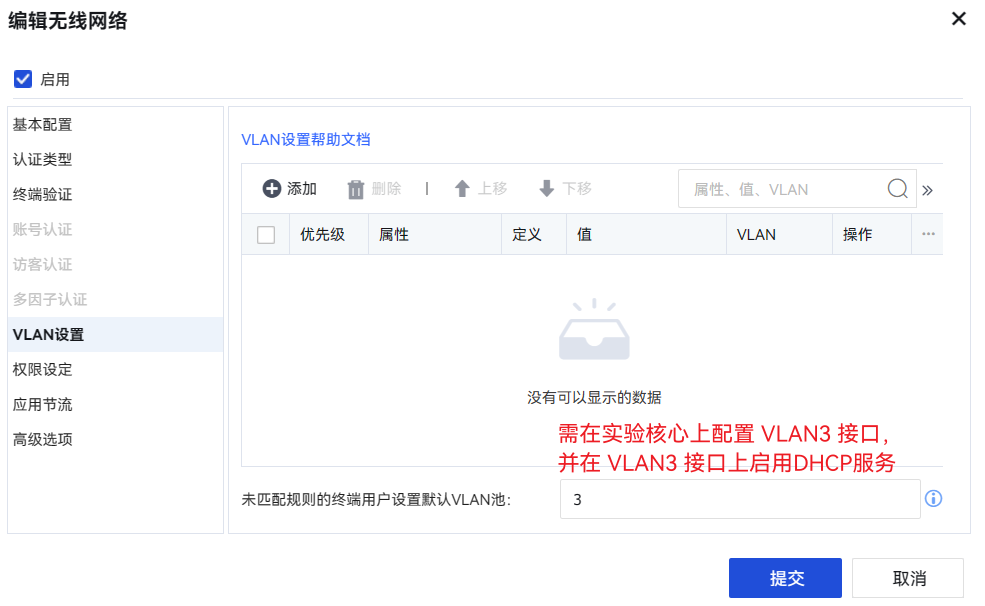 编辑无线网络
启用
基本配置
认证类型
终端验证
账号认证
访客认证
多因子认证
VLAN设置
权限设定
应用节流
高级选项
VLAN设置帮助文档
添加 删除 上移 下移 属性、值、VLAN
优先级 属性 定义 值 VLAN 操作
没有可以显示的数据
需在实验核心上配置 VLAN3 接口，
并在 VLAN3 接口上启用DHCP服务
未匹配规则的终端用户设置默认VLAN池： 3
提交 取消